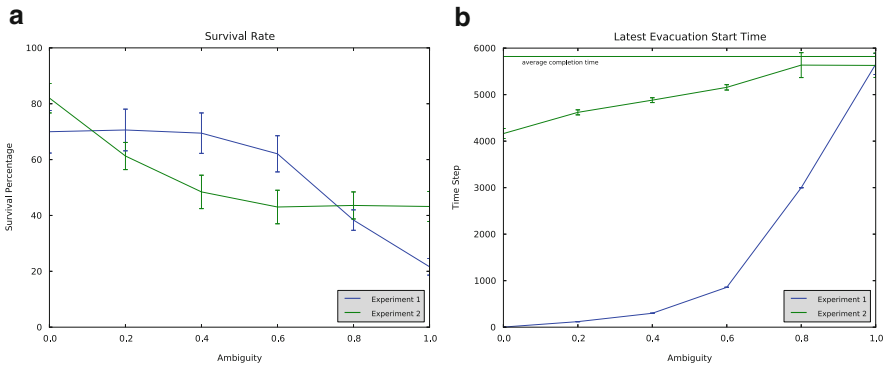 a
Survival Rate
Survival Percentage
100
80
60
40
20
0
0.0 0.2 0.4 0.6 0.8 1.0
Ambiguity
Experiment 1
Experiment 2
b
Latest Evacuation Start Time
Time Step
6000
5000
4000
3000
2000
1000
0
average completion time
0.0 0.2 0.4 0.6 0.8 1.0
Ambiguity
Experiment 1
Experiment 2